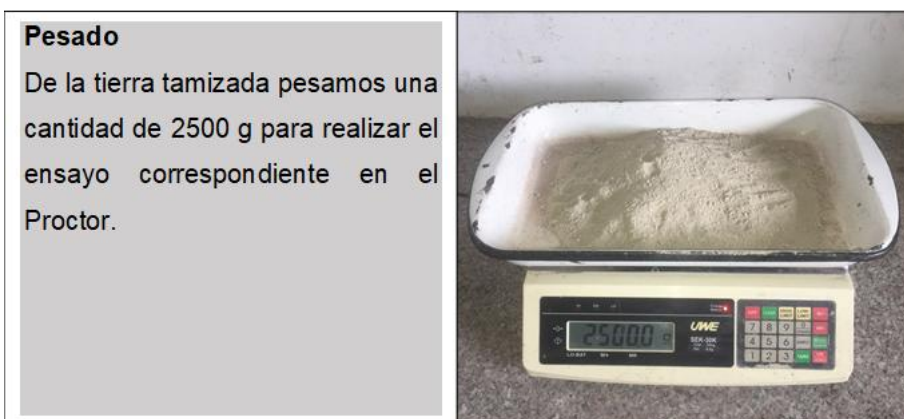 Pesado
De la tierra tamizada pesamos una
cantidad de 2500 g para realizar el
ensayo correspondiente en el
Proctor.
2500.0 g
UWE
SEK-30K
7 8 9
4 5 6
1 2 3